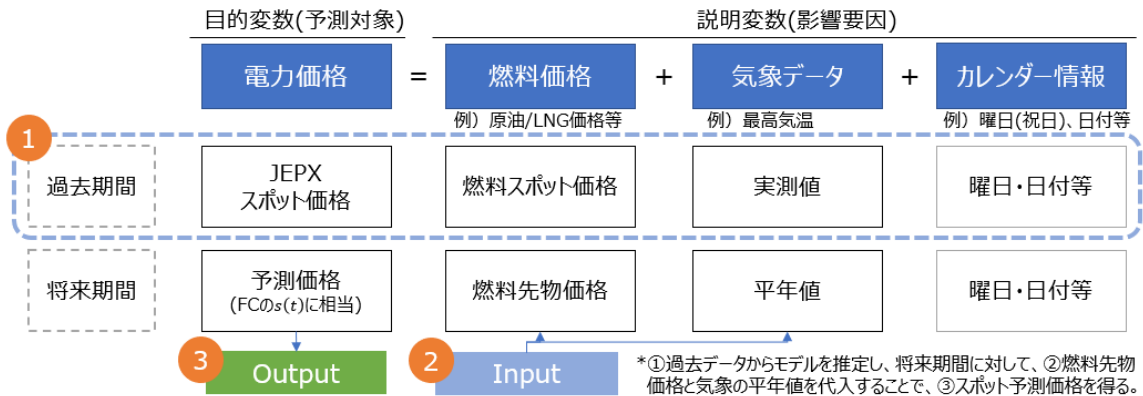 目的変数(予測対象)
説明変数(影響要因)
電力価格
=
燃料価格
+
気象データ
+
カレンダー情報
例）原油/LNG価格等
例）最高気温
例）曜日(祝日)、日付等
1
過去期間
JEPX
スポット価格
燃料スポット価格
実測値
曜日・日付等
将来期間
予測価格
(FCのs(t)に相当)
燃料先物価格
平年値
曜日・日付等
3
Output
2
Input
*①過去データからモデルを推定し、将来期間に対して、②燃料先物
価格と気象の平年値を代入することで、③スポット予測価格を得る。